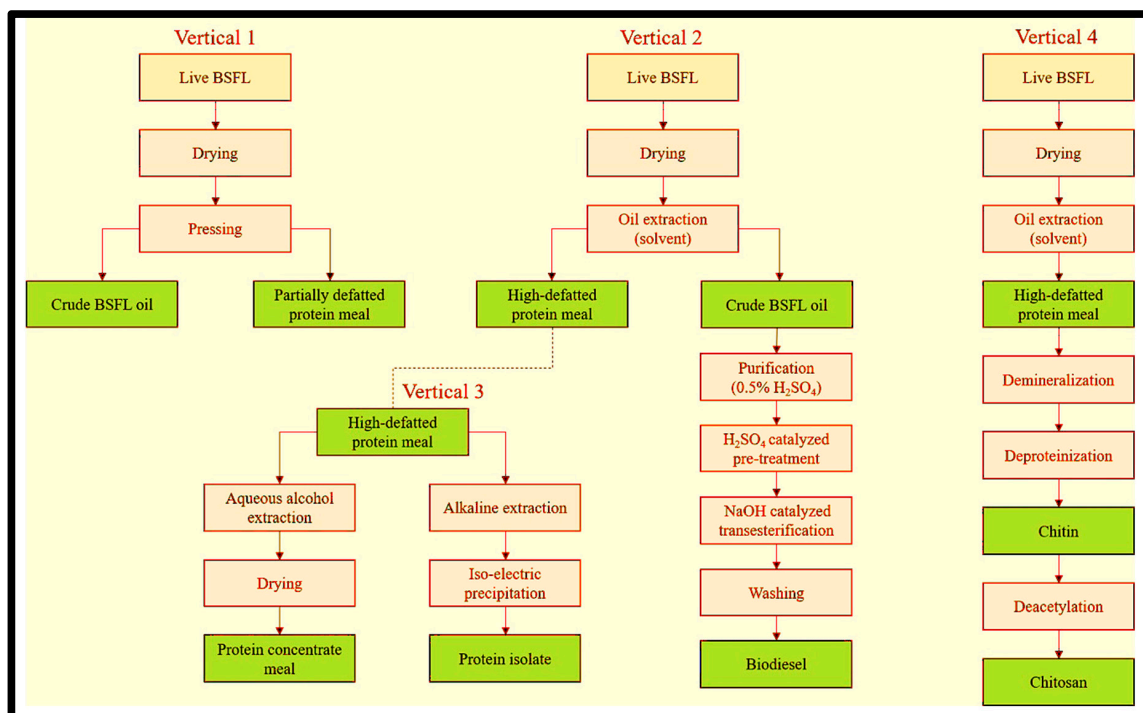 Vertical 1
Live BSFL
Drying
Pressing
Crude BSFL oil
Partially defatted
protein meal
Vertical 2
Live BSFL
Drying
Oil extraction
(solvent)
High-defatted
protein meal
Crude BSFL oil
Purification
(0.5% H₂SO₄)
H₂SO₄ catalyzed
pre-treatment
NaOH catalyzed
transesterification
Washing
Biodiesel
Vertical 3
High-defatted
protein meal
Aqueous alcohol
extraction
Drying
Protein concentrate
meal
Alkaline extraction
Iso-electric
precipitation
Protein isolate
Vertical 4
Live BSFL
Drying
Oil extraction
(solvent)
High-defatted
protein meal
Demineralization
Deproteinization
Chitin
Deacetylation
Chitosan